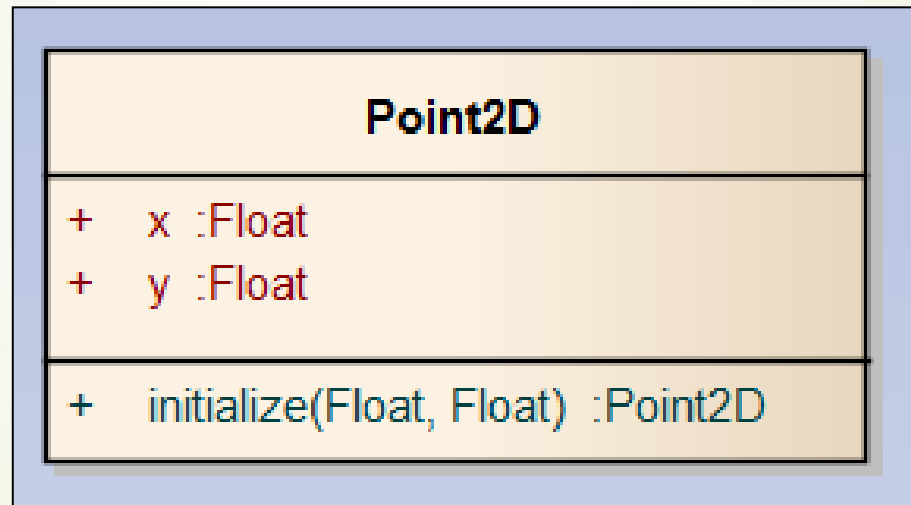 Point2D
+ x :Float
+ y :Float
+ initialize(Float, Float) :Point2D